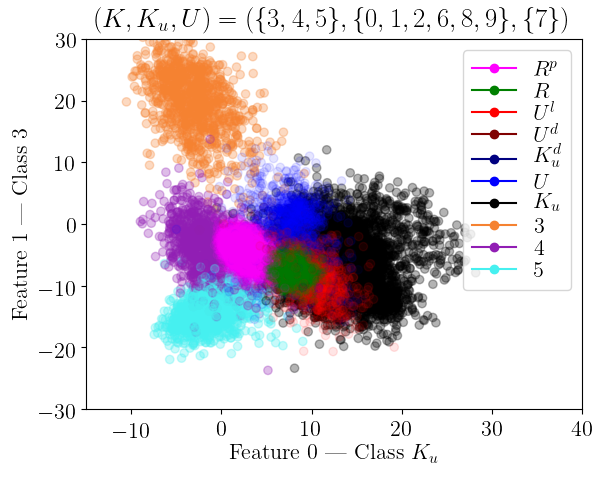 (K, K_u, U) = ({3, 4, 5}, {0, 1, 2, 6, 8, 9}, {7})
R^p
R
U^l
U^d
K_u^d
U
K_u
3
4
5
30
20
10
0
−10
−20
−30
Feature 1 — Class 3
−10
0
10
20
30
40
Feature 0 — Class K_u